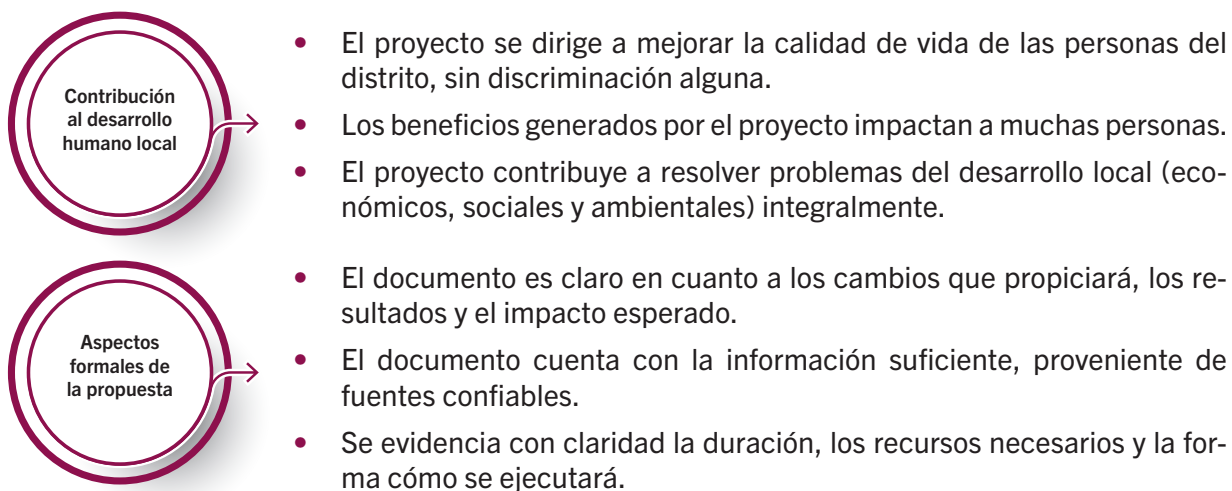 Contribución
al desarrollo
humano local
• El proyecto se dirige a mejorar la calidad de vida de las personas del
distrito, sin discriminación alguna.
• Los beneficios generados por el proyecto impactan a muchas personas.
• El proyecto contribuye a resolver problemas del desarrollo local (eco-
nómicos, sociales y ambientales) integralmente.
Aspectos
formales de
la propuesta
• El documento es claro en cuanto a los cambios que propiciará, los re-
sultados y el impacto esperado.
• El documento cuenta con la información suficiente, proveniente de
fuentes confiables.
• Se evidencia con claridad la duración, los recursos necesarios y la for-
ma cómo se ejecutará.